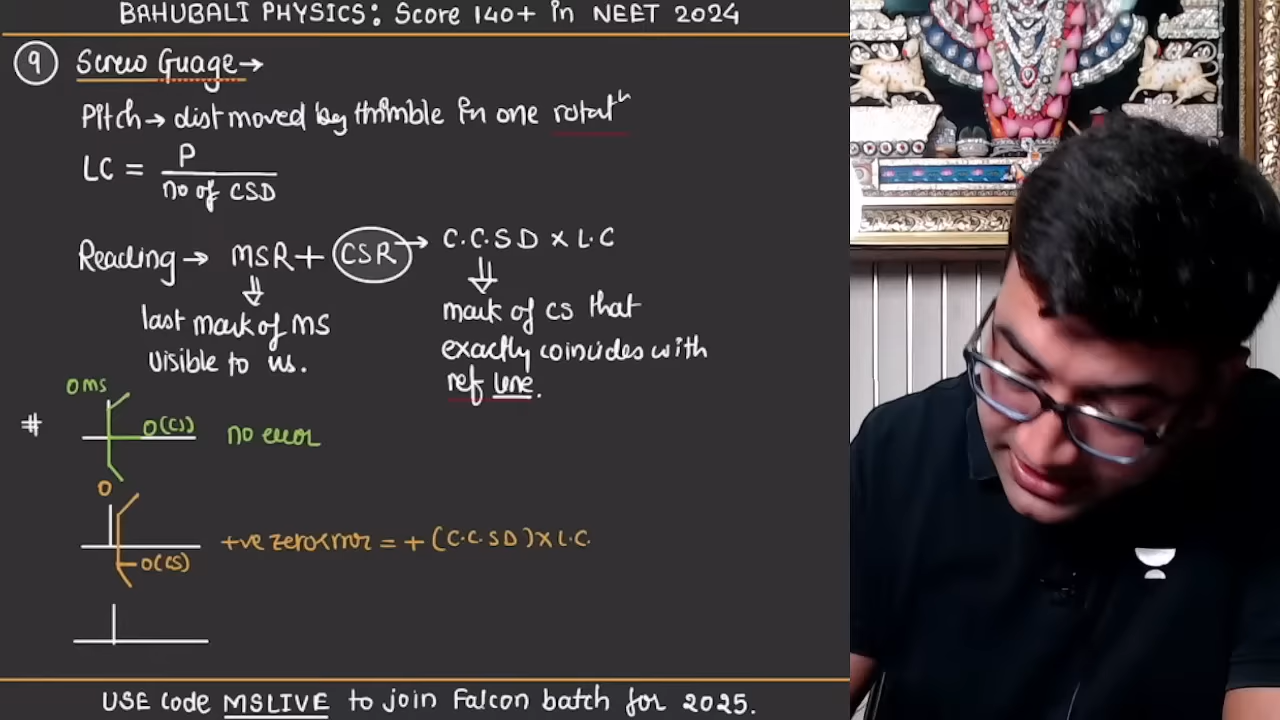 BAHUBALI PHYSICS: Score 140+ in NEET 2024
9 Screw Guage→
Pitch → dist moved by thimble in one rotatⁿ
LC = P / no of CSD
Reading → MSR + CSR → C.C.S D x L.C
⇓ ⇓
last mark of MS
visible to us.
mark of cs that
exactly coincides with
ref line.
0 MS
# 0(CS) no error
0
+ve zero error = + (C.C.S D) x L.C.
0(CS)
USE Code MSLIVE to join Falcon batch for 2025.